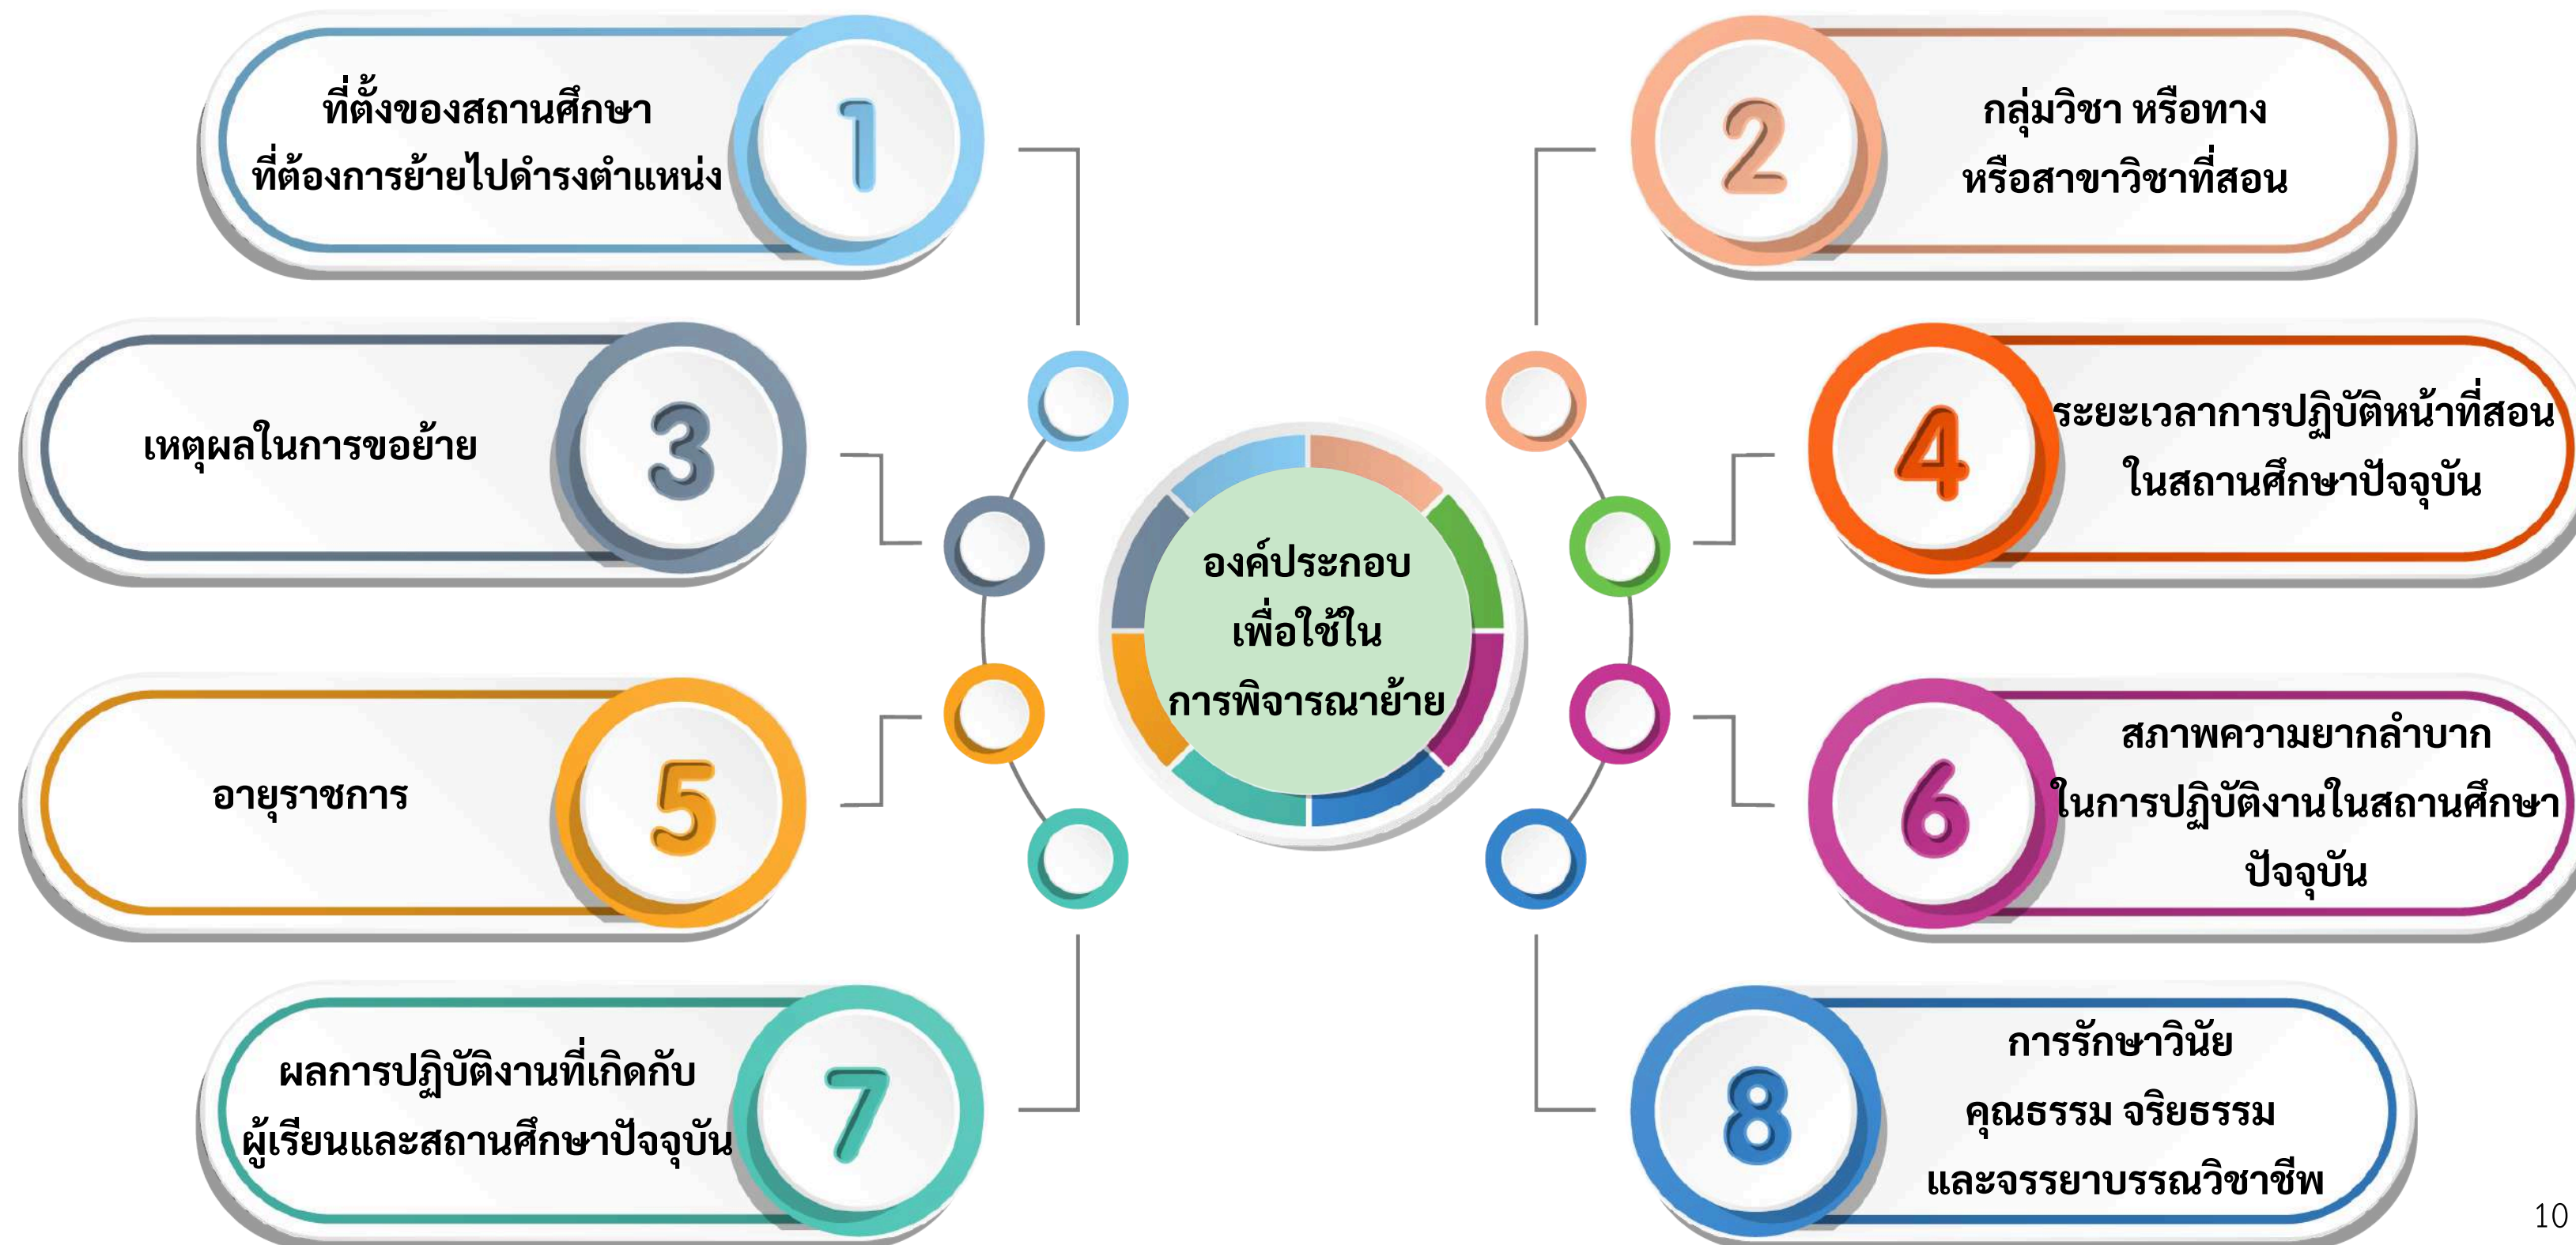 ที่ตั้งของสถานศึกษา
ที่ต้องการย้ายไปดำรงตำแหน่ง
1
2
กลุ่มวิชา หรือทาง
หรือสาขาวิชาที่สอน
เหตุผลในการขอย้าย
3
4
ระยะเวลาการปฏิบัติหน้าที่สอน
ในสถานศึกษาปัจจุบัน
องค์ประกอบ
เพื่อใช้ใน
การพิจารณาย้าย
อายุราชการ
5
6
สภาพความยากลำบาก
ในการปฏิบัติงานในสถานศึกษา
ปัจจุบัน
ผลการปฏิบัติงานที่เกิดกับ
ผู้เรียนและสถานศึกษาปัจจุบัน
7
8
การรักษาวินัย
คุณธรรม จริยธรรม
และจรรยาบรรณวิชาชีพ
10